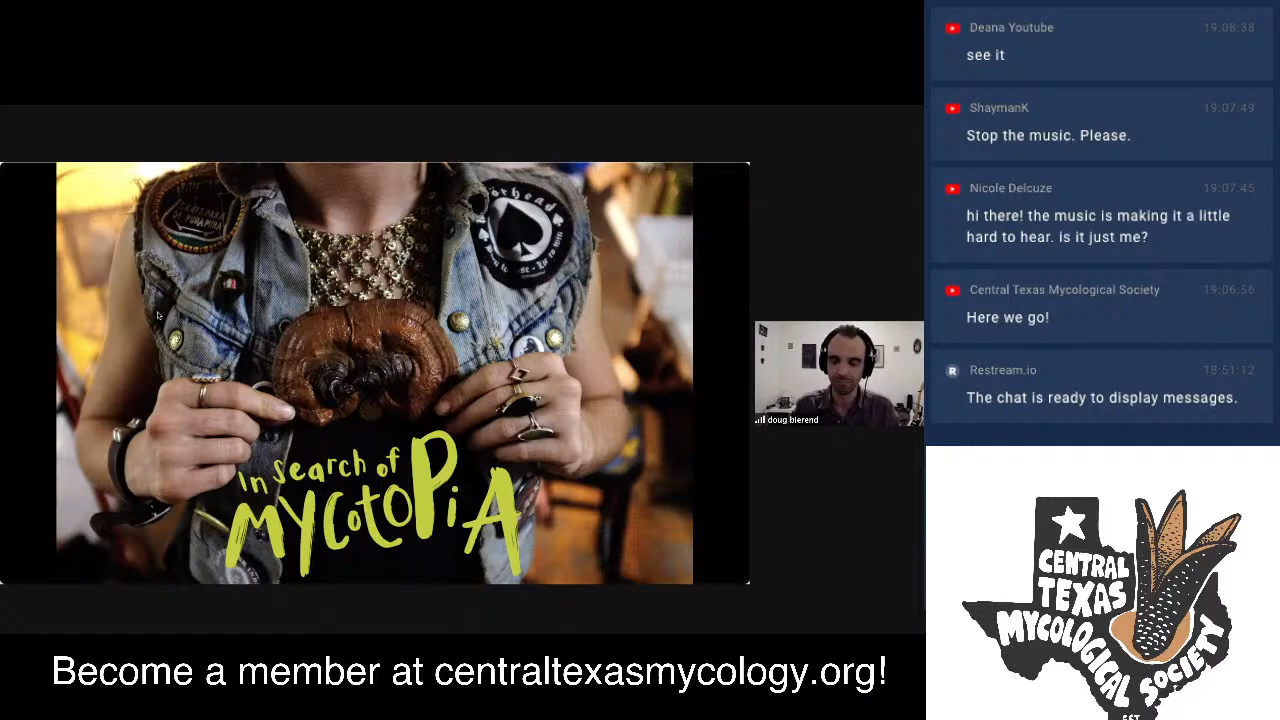 Motörhead
In Search of
MYCotoPiA
doug bierend
Become a member at centraltexasmycology.org!
Deana Youtube 19:08:38
see it
ShaymanK 19:07:49
Stop the music. Please.
Nicole Delcuze 19:07:45
hi there! the music is making it a little
hard to hear. is it just me?
Central Texas Mycological Society 19:06:56
Here we go!
R Restream.io 18:51:12
The chat is ready to display messages.
CENTRAL
TEXAS
MYCOLOGICAL SOCIETY
EST